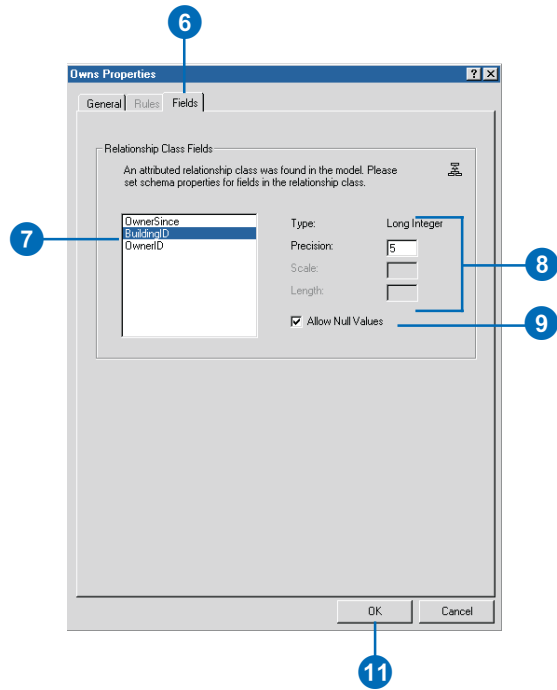 6
Owns Properties
? X
General Rules Fields
Relationship Class Fields
An attributed relationship class was found in the model. Please
set schema properties for fields in the relationship class.
7
OwnerSince
BuildingID
OwnerID
Type: Long Integer
Precision: 5
Scale:
Length:
8
Allow Null Values
9
OK Cancel
11